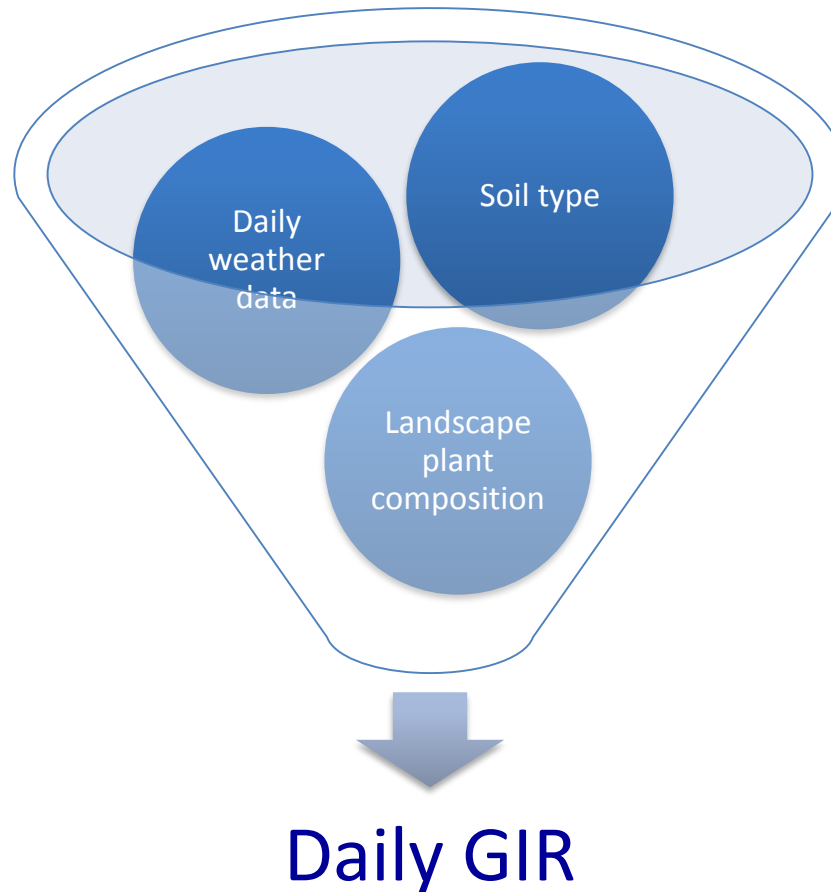 Daily
weather
data
Soil type
Landscape
plant
composition
Daily GIR